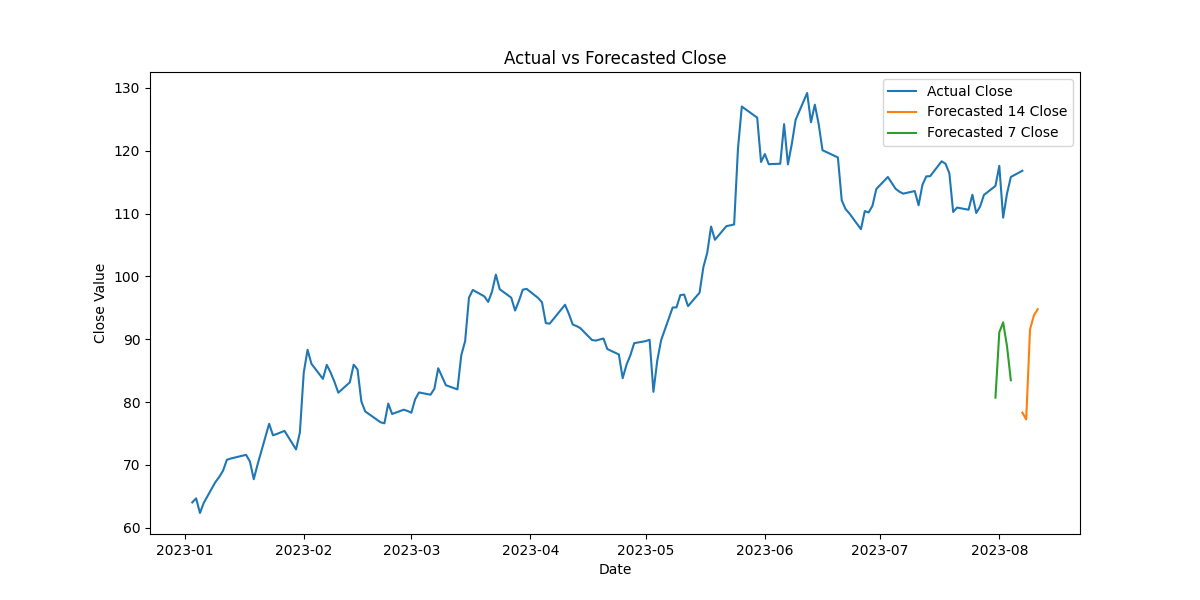 Actual vs Forecasted Close
Actual Close
Forecasted 14 Close
Forecasted 7 Close
Close Value
130
120
110
100
90
80
70
60
2023-01 2023-02 2023-03 2023-04 2023-05 2023-06 2023-07 2023-08
Date